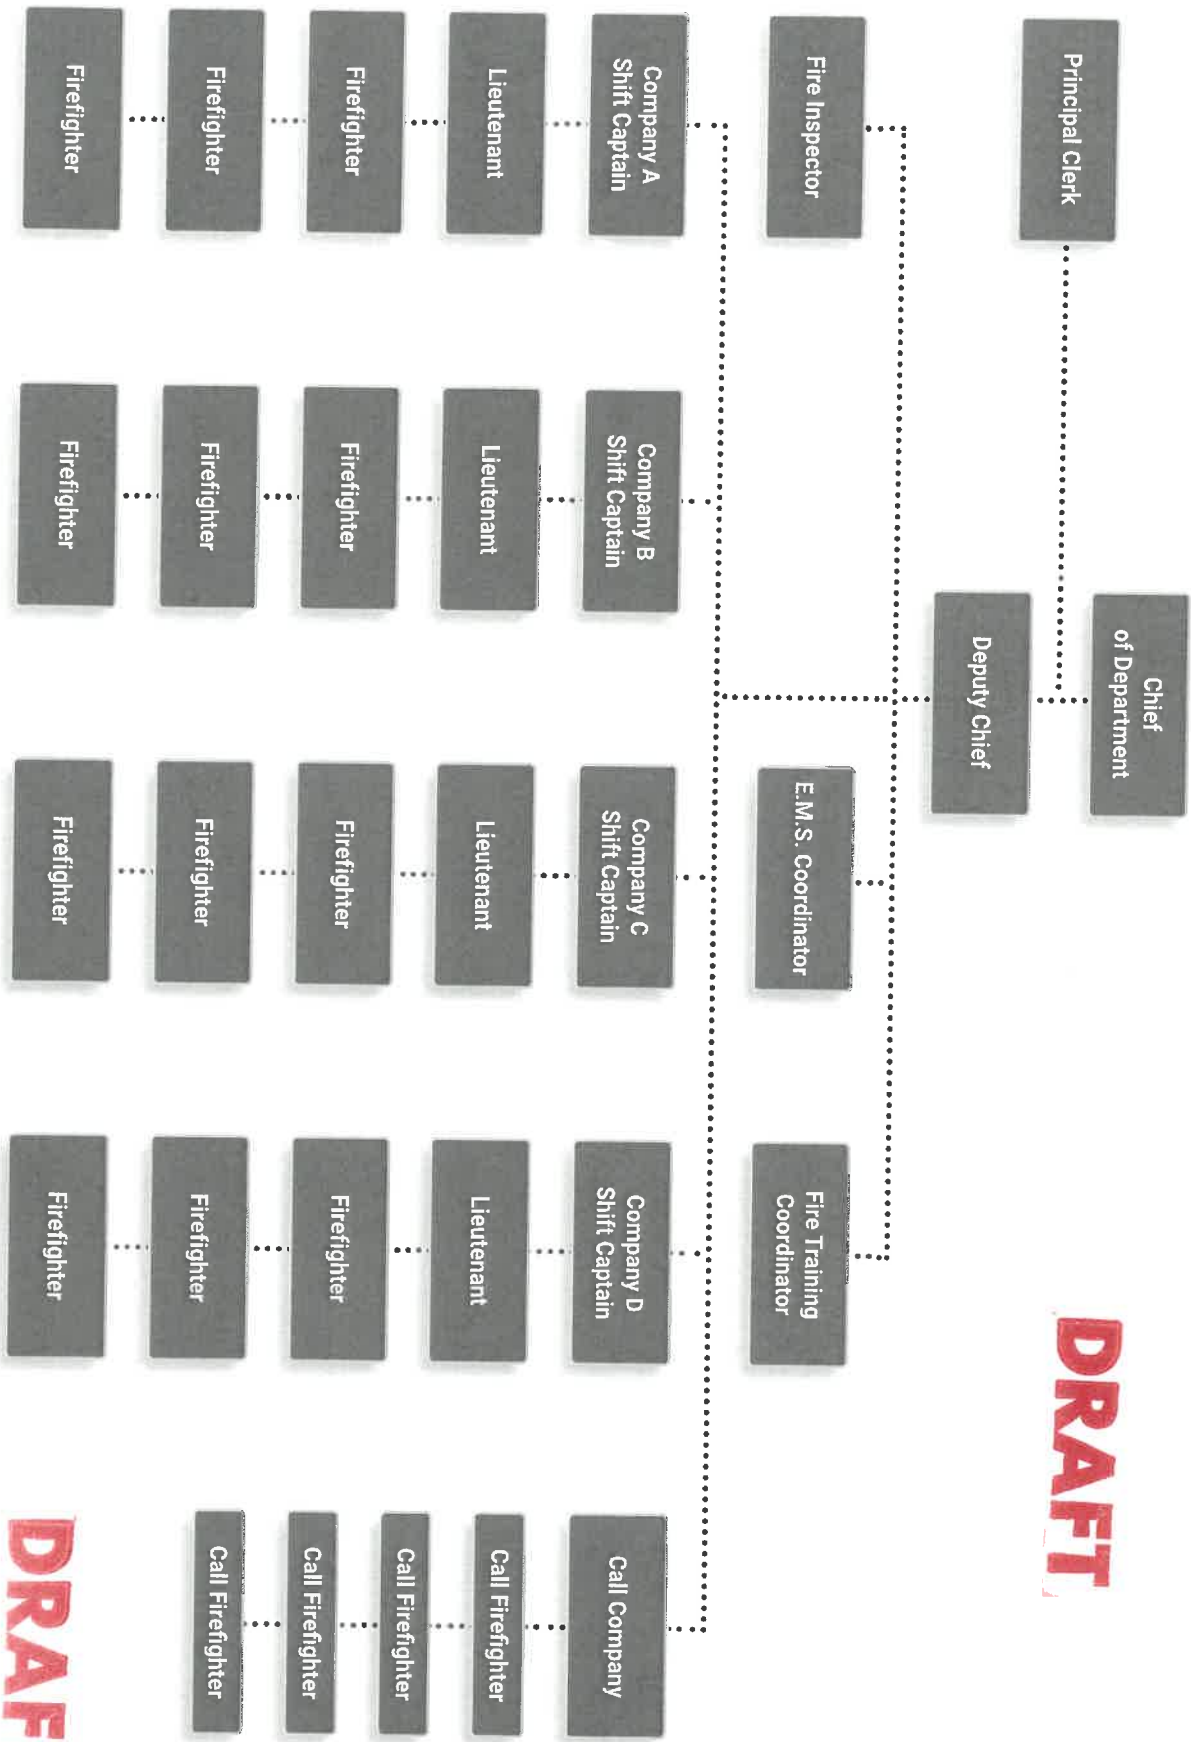 DRAFT
Chief
of Department
Principal Clerk
Deputy Chief
Fire Inspector
E.M.S. Coordinator
Fire Training
Coordinator
Company A
Shift Captain
Lieutenant
Firefighter
Firefighter
Firefighter
Company B
Shift Captain
Lieutenant
Firefighter
Firefighter
Firefighter
Company C
Shift Captain
Lieutenant
Firefighter
Firefighter
Firefighter
Company D
Shift Captain
Lieutenant
Firefighter
Firefighter
Firefighter
Call Company
Call Firefighter
Call Firefighter
Call Firefighter
Call Firefighter
DRAF